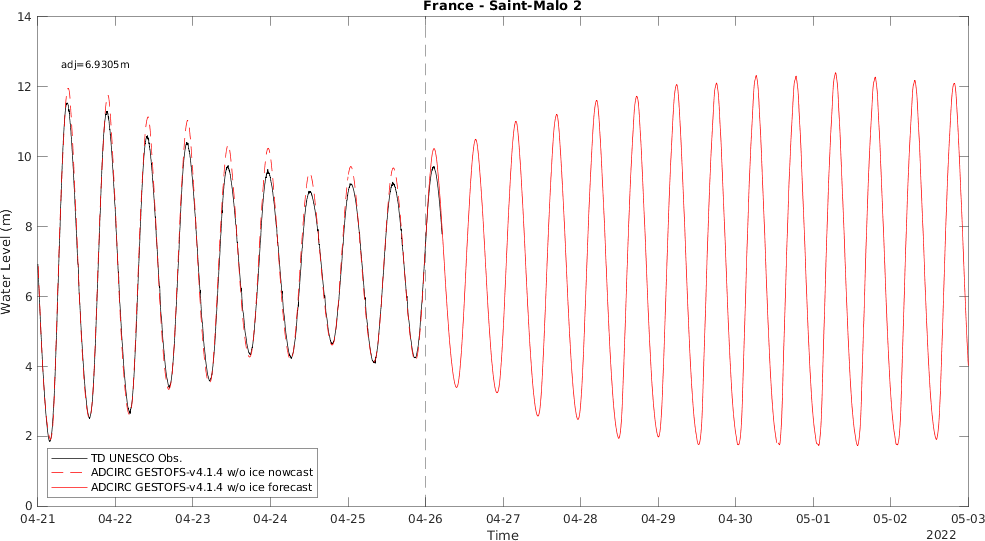 France - Saint-Malo 2
adj=6.9305m
Water Level (m)
14
12
10
8
6
4
2
0
TD UNESCO Obs.
ADCIRC GESTOFS-v4.1.4 w/o ice nowcast
ADCIRC GESTOFS-v4.1.4 w/o ice forecast
04-21 04-22 04-23 04-24 04-25 04-26 04-27 04-28 04-29 04-30 05-01 05-02 05-03
Time
2022